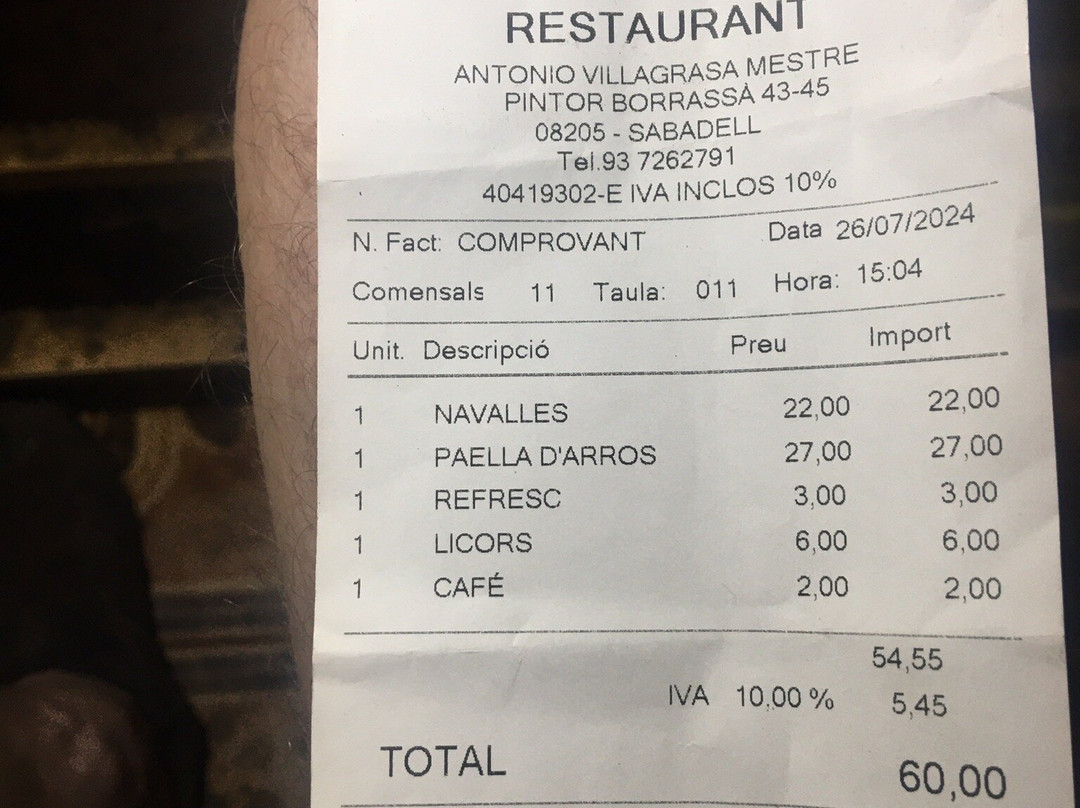 RESTAURANT
ANTONIO VILLAGRASA MESTRE
PINTOR BORRASSÀ 43-45
08205 - SABADELL
Tel.93 7262791
40419302-E IVA INCLOS 10%
N. Fact: COMPROVANT Data 26/07/2024
Comensals 11 Taula: 011 Hora: 15:04
Unit. Descripció Preu Import
1 NAVALLES 22,00 22,00
1 PAELLA D'ARROS 27,00 27,00
1 REFRESC 3,00 3,00
1 LICORS 6,00 6,00
1 CAFÉ 2,00 2,00
54,55
IVA 10,00 % 5,45
TOTAL 60,00